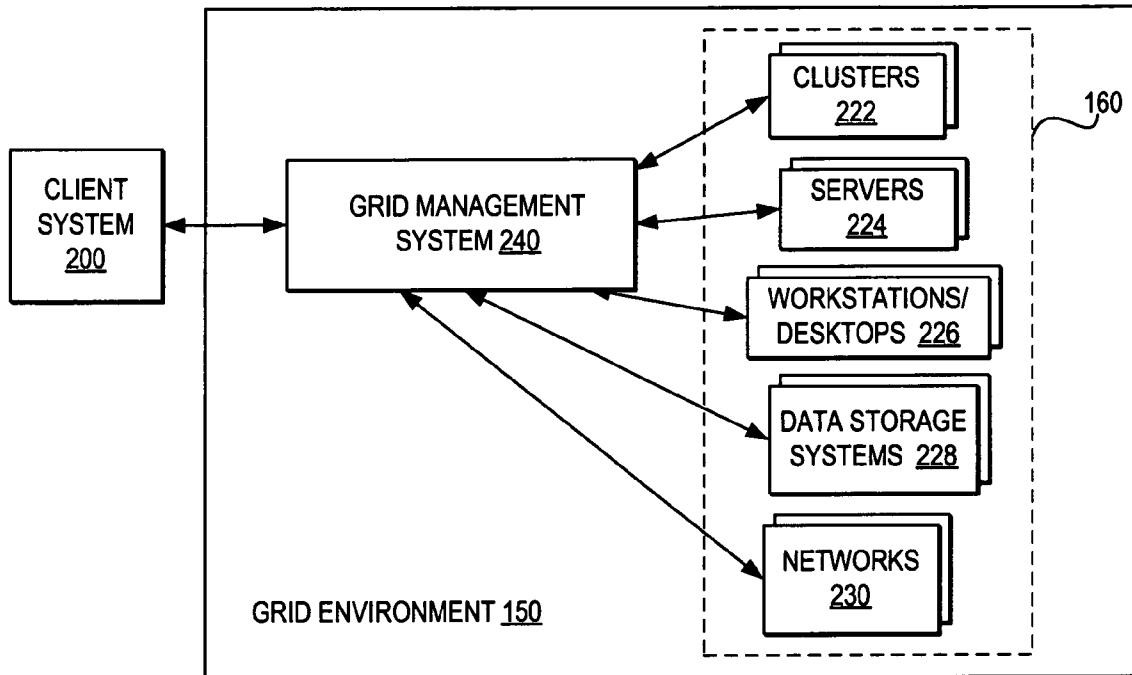 CLIENT
SYSTEM
200
GRID MANAGEMENT
SYSTEM 240
CLUSTERS
222
160
SERVERS
224
WORKSTATIONS/
DESKTOPS 226
DATA STORAGE
SYSTEMS 228
NETWORKS
230
GRID ENVIRONMENT 150